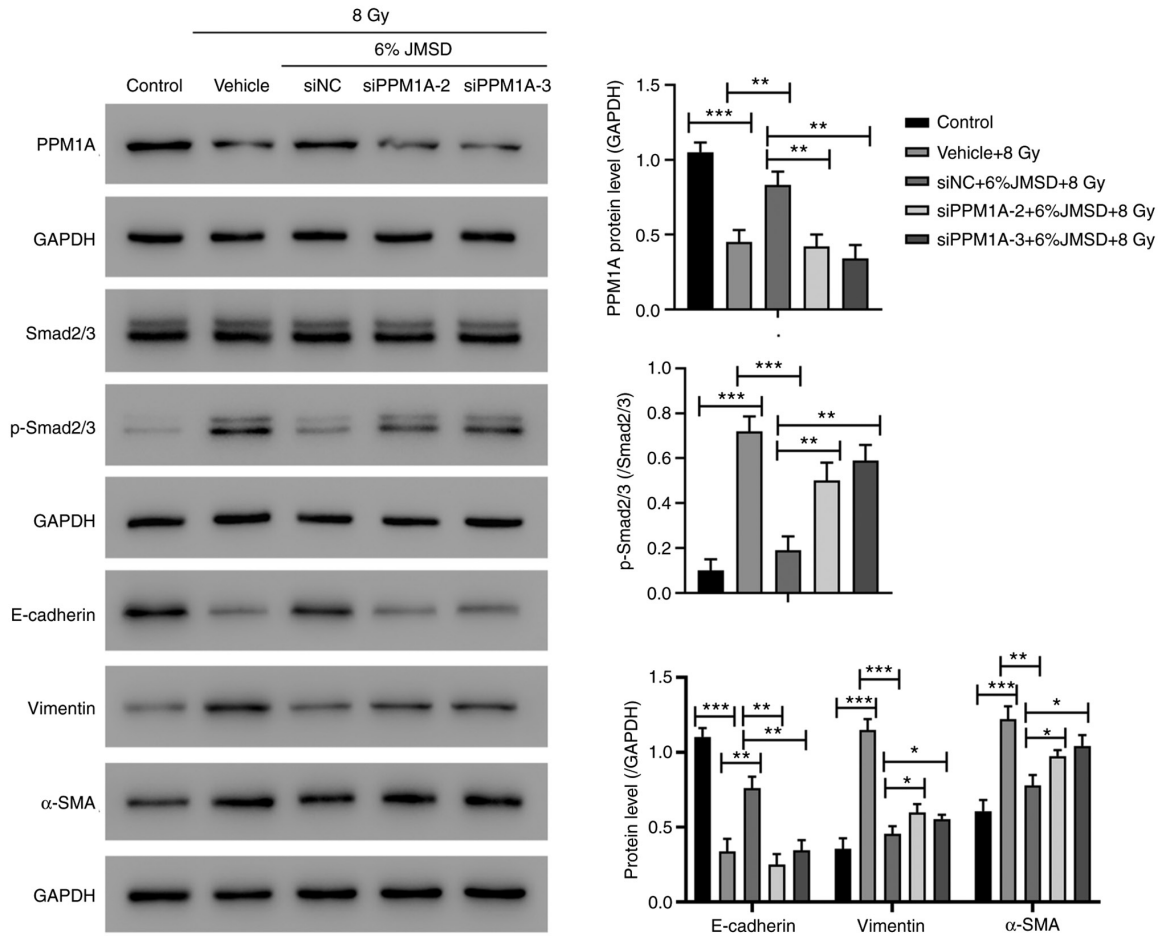 8 Gy
6% JMSD
Control Vehicle siNC siPPM1A-2 siPPM1A-3
PPM1A
GAPDH
Smad2/3
p-Smad2/3
GAPDH
E-cadherin
Vimentin
α-SMA
GAPDH
PPM1A protein level (GAPDH)
1.5
1.0
0.5
0.0
**
***
**
**
Control
Vehicle+8 Gy
siNC+6%JMSD+8 Gy
siPPM1A-2+6%JMSD+8 Gy
siPPM1A-3+6%JMSD+8 Gy
p-Smad2/3 (/Smad2/3)
1.0
0.8
0.6
0.4
0.2
0.0
***
***
**
**
Protein level (/GAPDH)
1.5
1.0
0.5
0.0
*** ** ** **
*** *** * *
** *** * *
E-cadherin Vimentin α-SMA